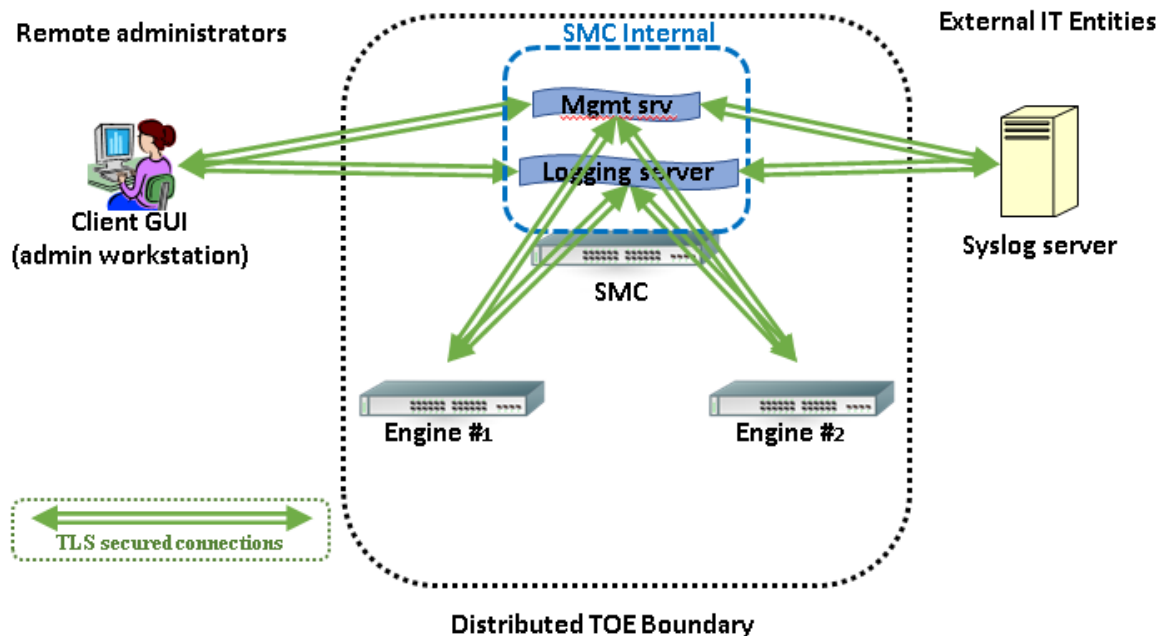 Remote administrators
SMC Internal
External IT Entities
Mgmt srv
Logging server
Client GUI
(admin workstation)
Syslog server
SMC
Engine #1
Engine #2
TLS secured connections
Distributed TOE Boundary